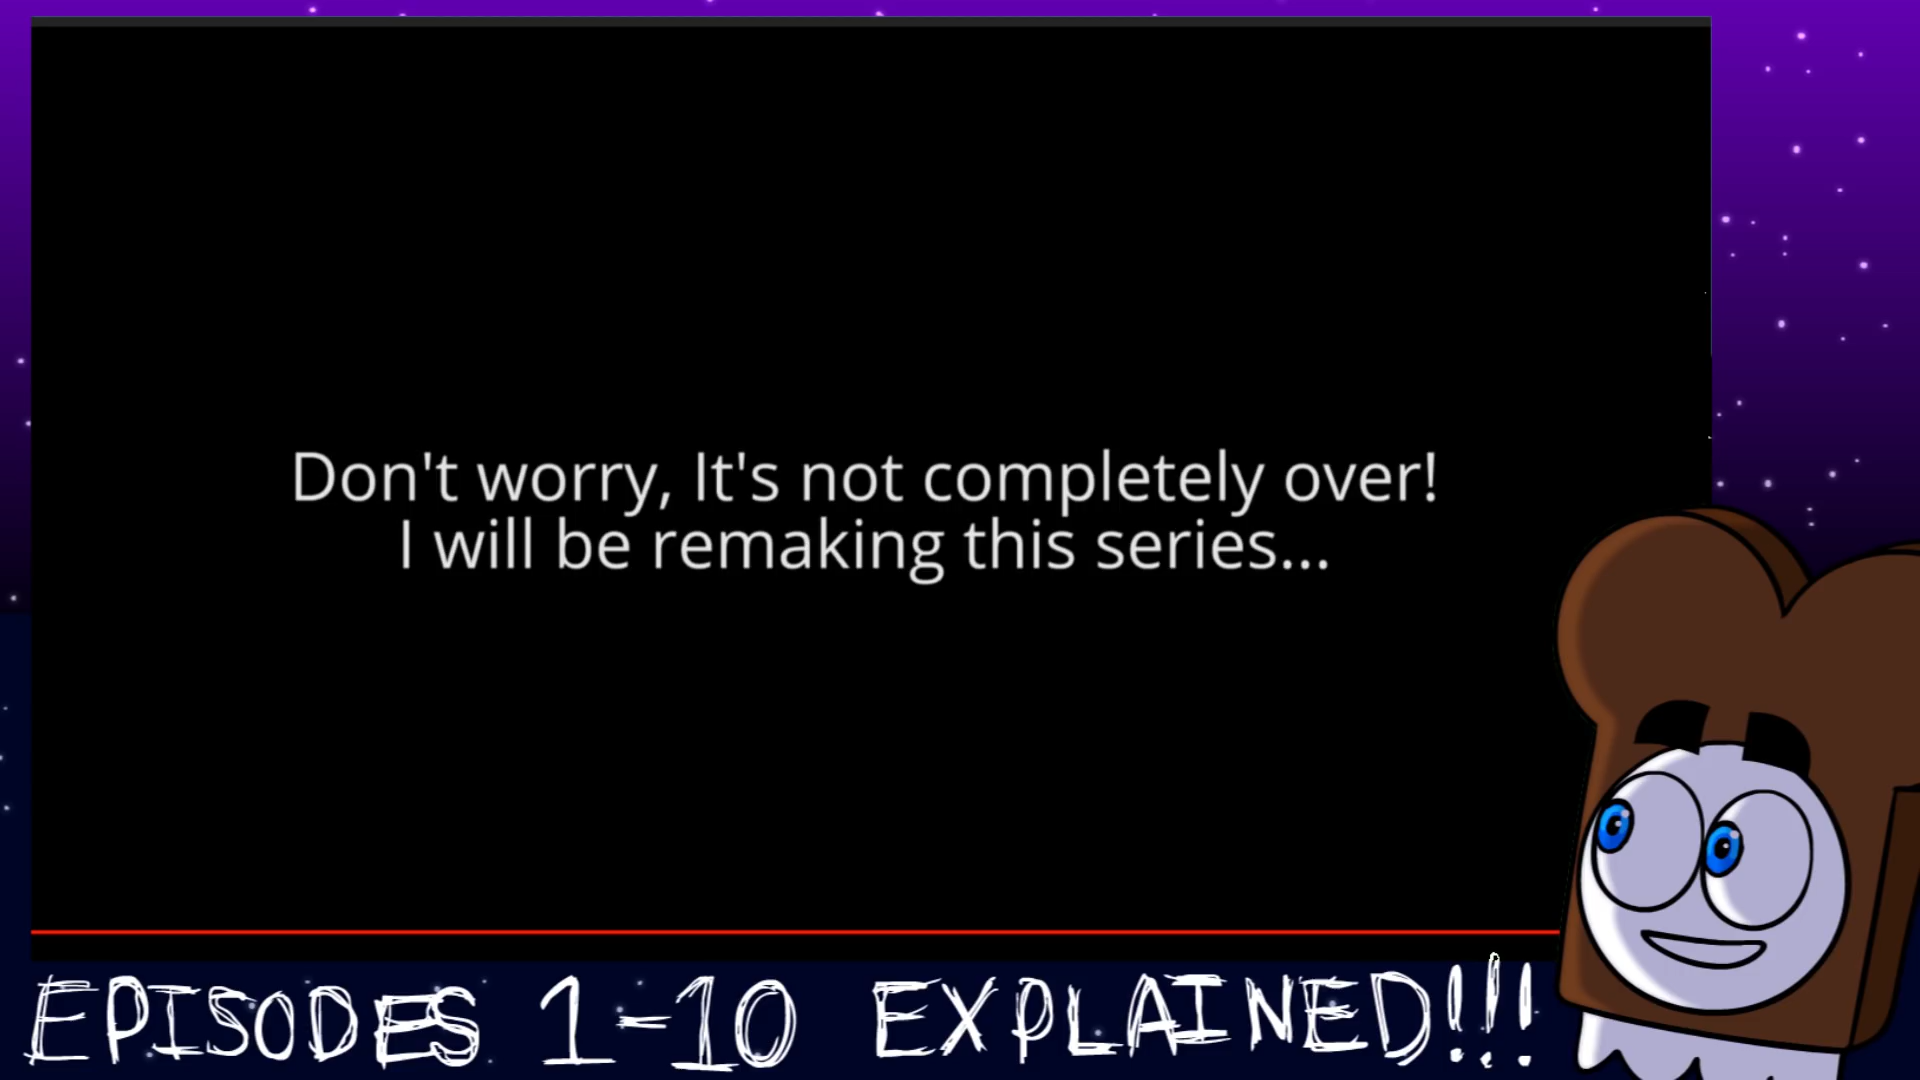 Don't worry, It's not completely over!
I will be remaking this series...
EPISODES 1-10 EXPLAINED!!!